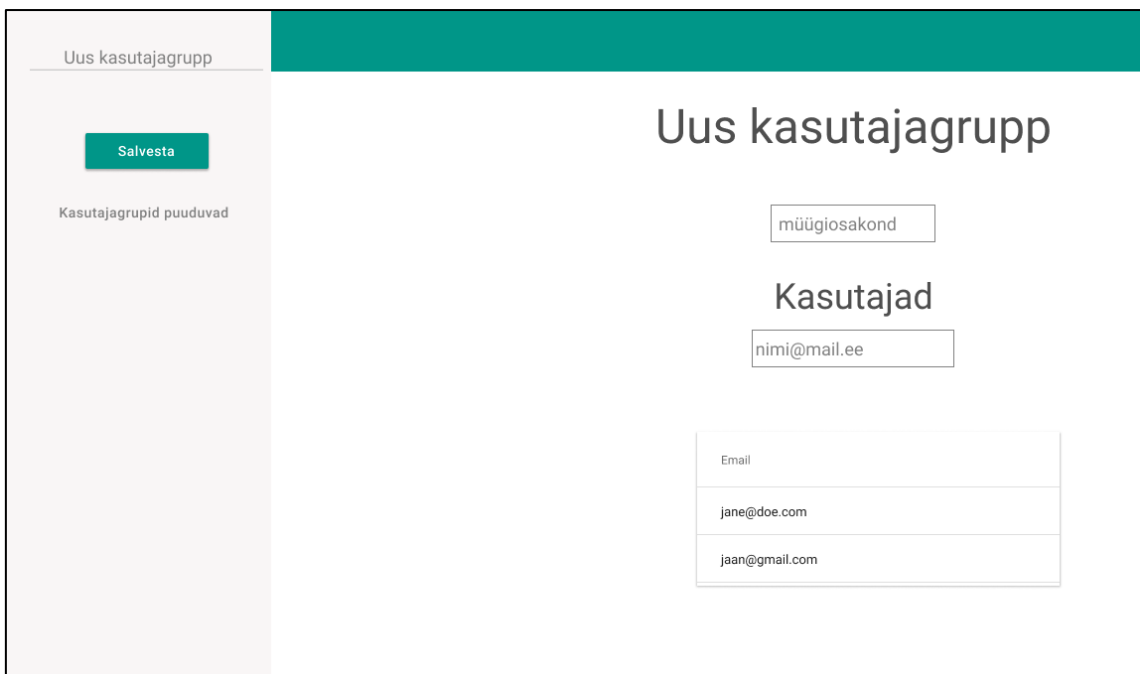 Uus kasutajagrupp
Salvesta
Kasutajagrupid puuduvad
Uus kasutajagrupp
müügiosakond
Kasutajad
nimi@mail.ee
Email
jane@doe.com
jaan@gmail.com